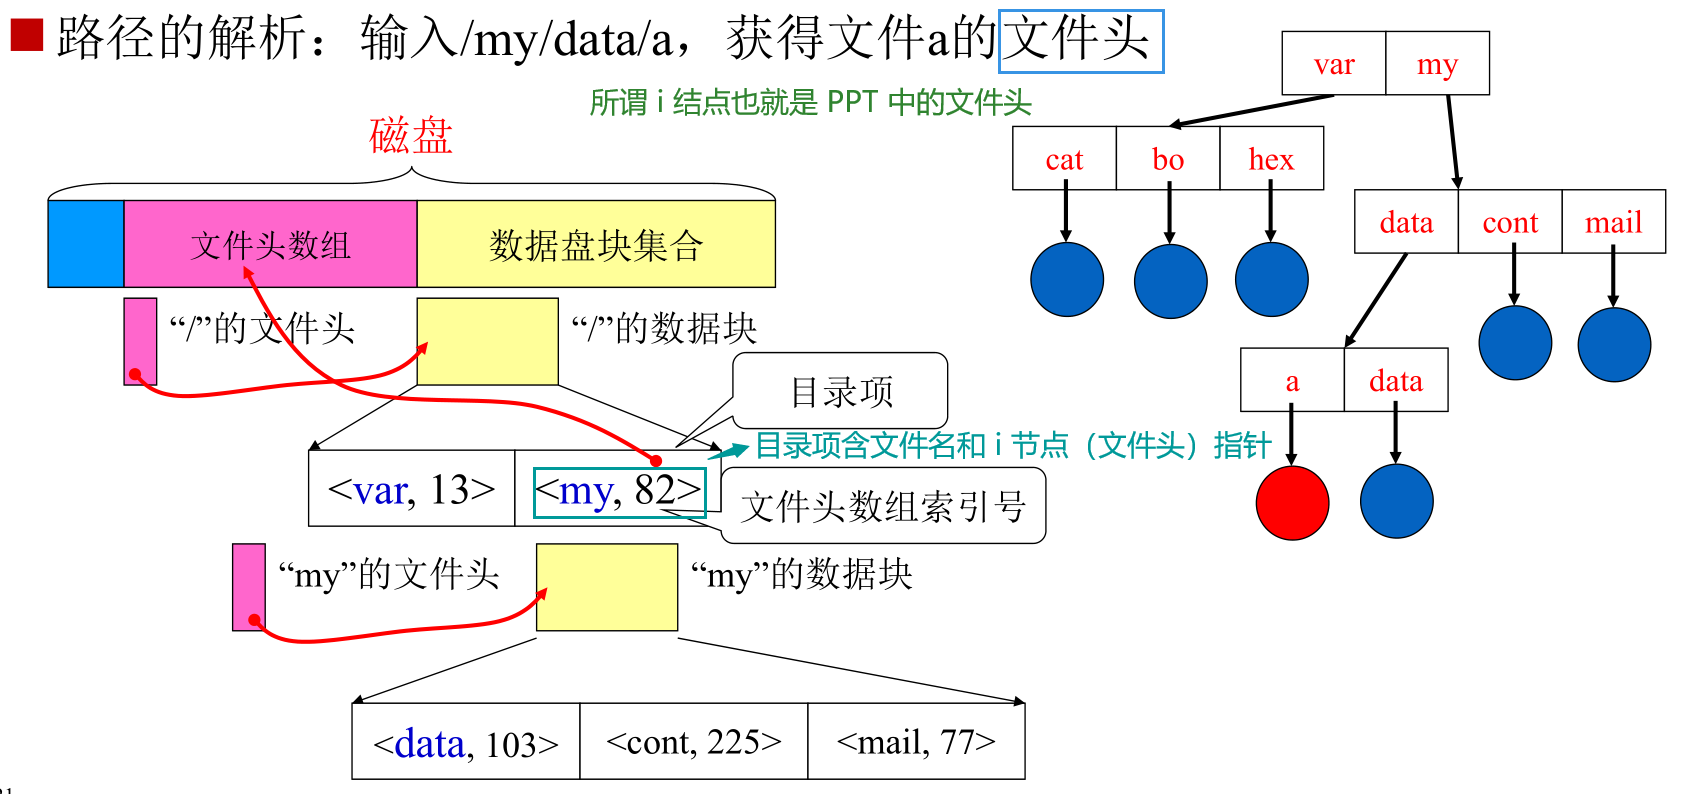 路径的解析：输入/my/data/a，获得文件a的文件头
所谓 i 结点也就是 PPT 中的文件头
磁盘
文件头数组
数据盘块集合
“/”的文件头
“/”的数据块
目录项
目录项含文件名和 i 节点（文件头）指针
<var, 13>
<my, 82>
文件头数组索引号
“my”的文件头
“my”的数据块
<data, 103>
<cont, 225>
<mail, 77>
var
my
cat
bo
hex
data
cont
mail
a
data